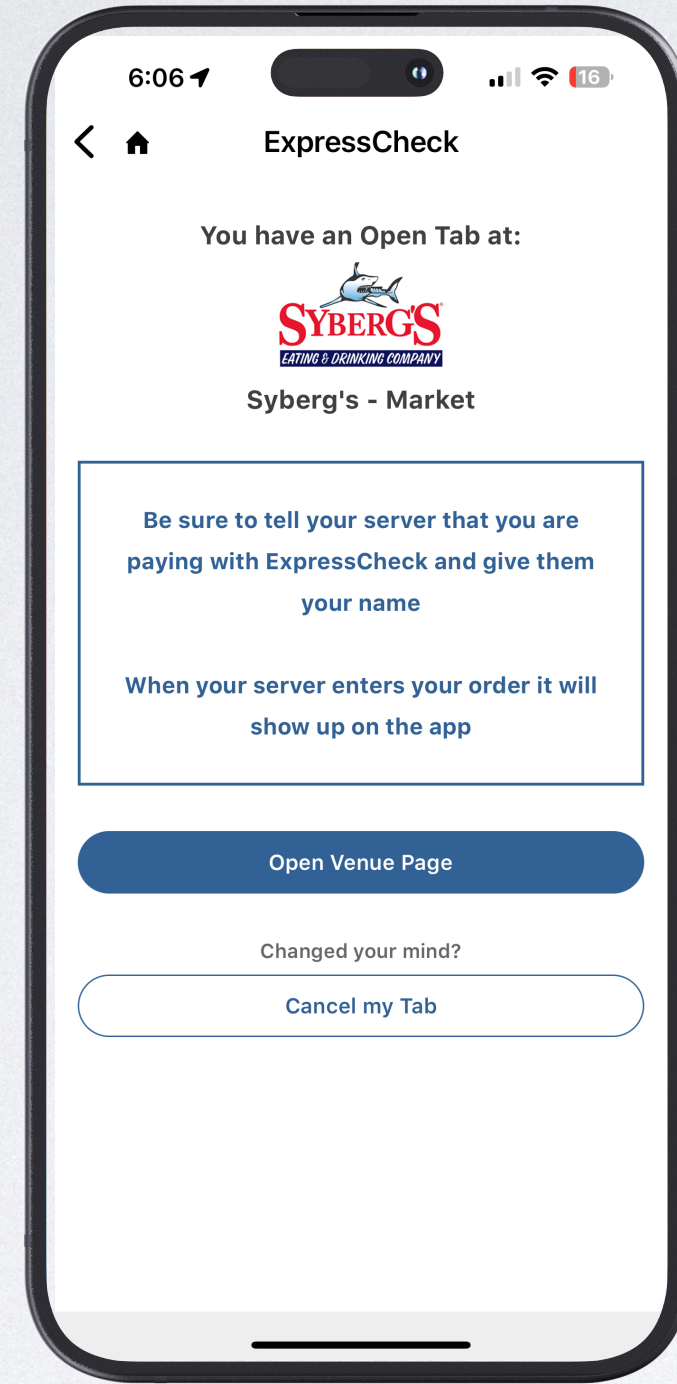 6:06
16
ExpressCheck
You have an Open Tab at:
SYBERG'S
EATING & DRINKING COMPANY
Syberg's - Market
Be sure to tell your server that you are
paying with ExpressCheck and give them
your name
When your server enters your order it will
show up on the app
Open Venue Page
Changed your mind?
Cancel my Tab